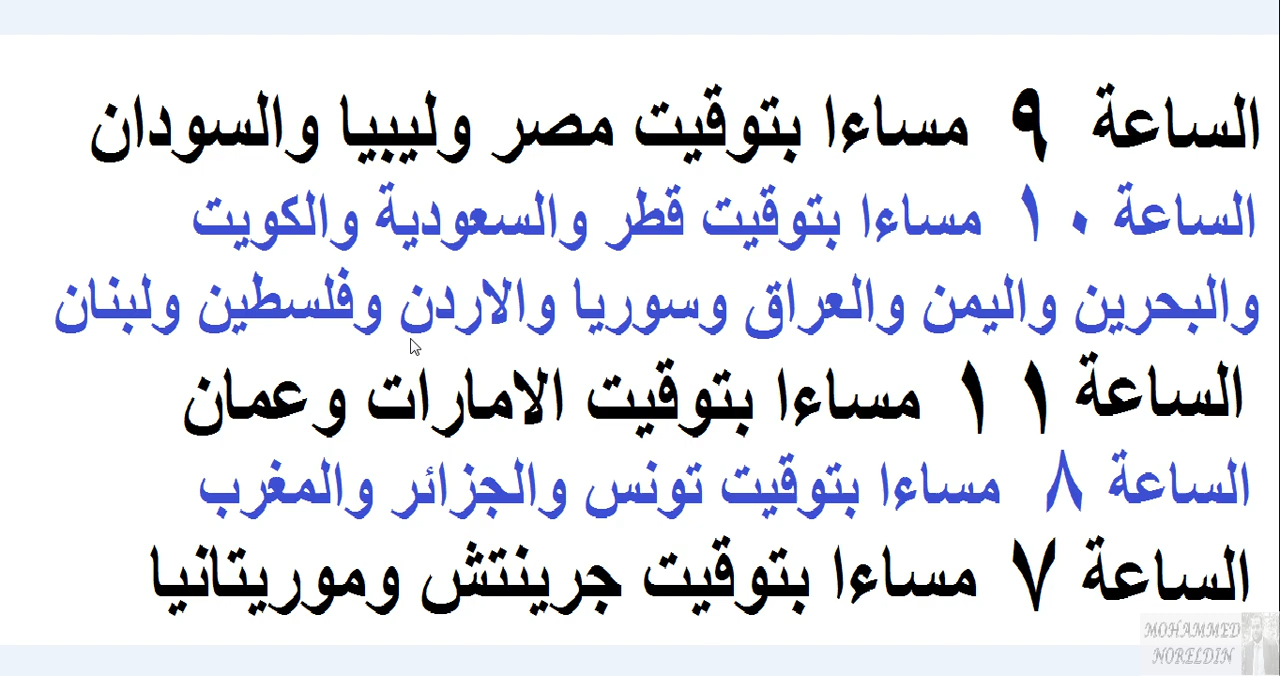 الساعة ٩ مساءا بتوقيت مصر وليبيا والسودان
الساعة ١٠ مساءا بتوقيت قطر والسعودية والكويت
والبحرين واليمن والعراق وسوريا والاردن وفلسطين ولبنان
الساعة ١١ مساءا بتوقيت الامارات وعمان
الساعة ٨ مساءا بتوقيت تونس والجزائر والمغرب
الساعة ٧ مساءا بتوقيت جرينتش وموريتانيا
MOHAMMED
NORELDIN